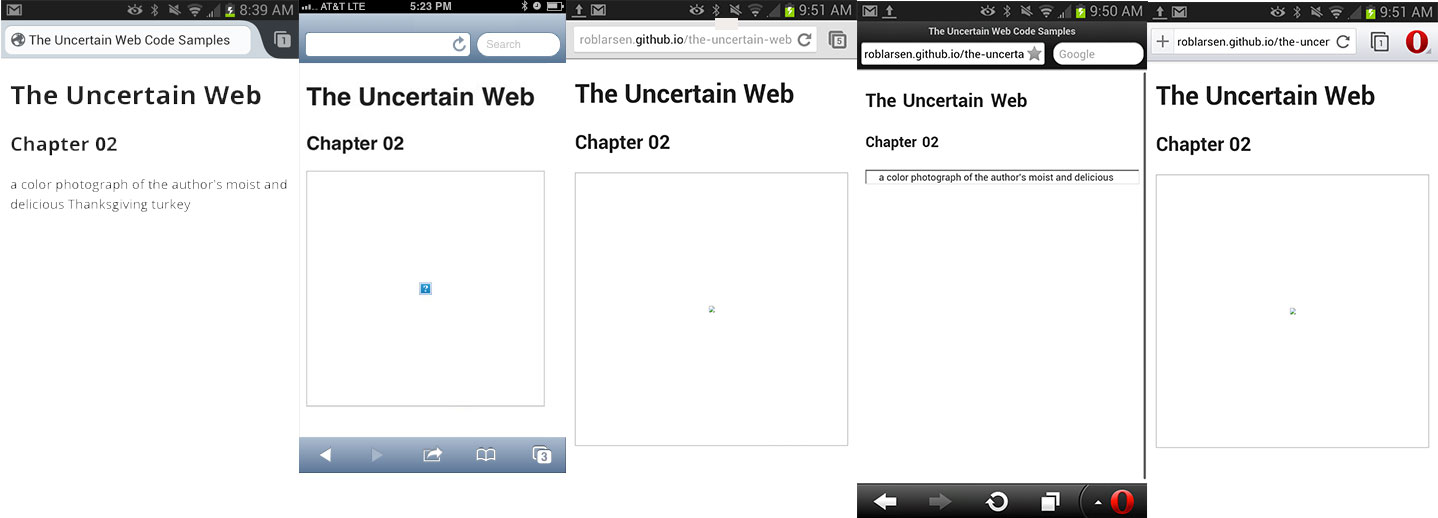 8:39 AM
The Uncertain Web Code Samples
1
The Uncertain Web
Chapter 02
a color photograph of the author's moist and
delicious Thanksgiving turkey
AT&T LTE 5:23 PM
Search
The Uncertain Web
Chapter 02
?
3
9:51 AM
roblarsen.github.io/the-uncertain-web
5
The Uncertain Web
Chapter 02
9:50 AM
The Uncertain Web Code Samples
roblarsen.github.io/the-uncerta
Google
The Uncertain Web
Chapter 02
a color photograph of the author's moist and delicious
9:51 AM
roblarsen.github.io/the-uncer
1
The Uncertain Web
Chapter 02